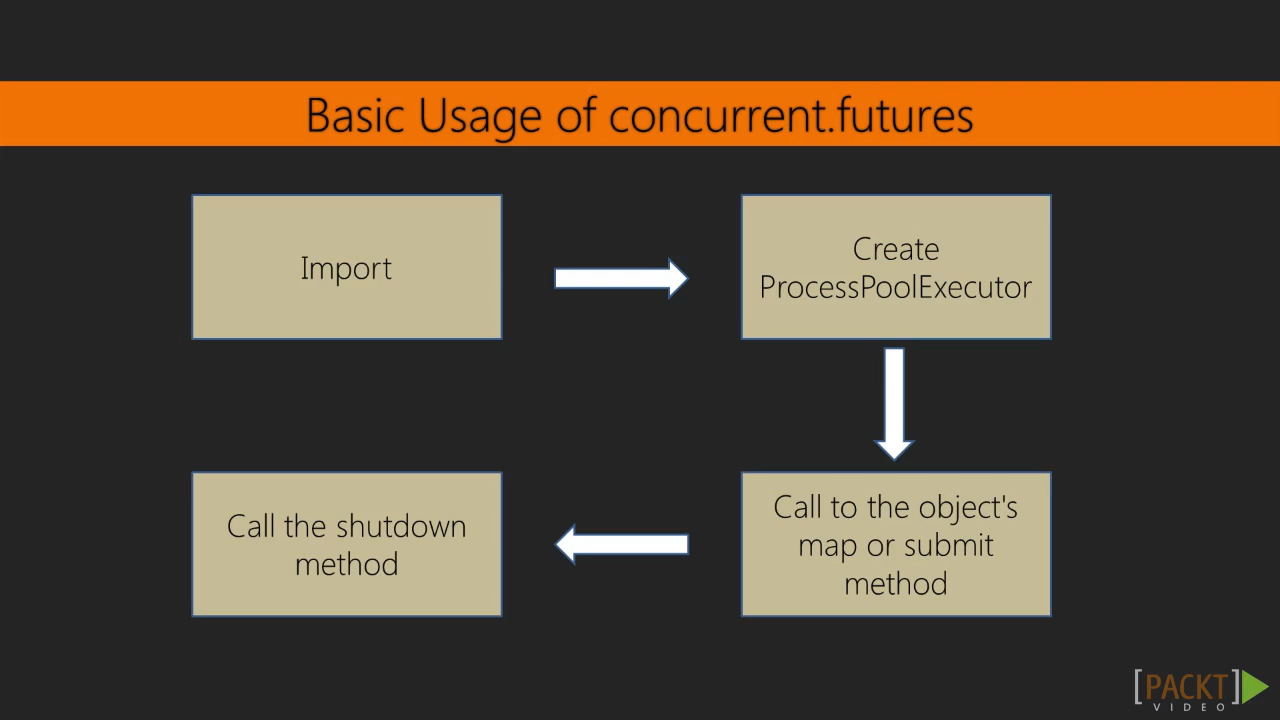 Basic Usage of concurrent.futures
Import
Create
ProcessPoolExecutor
Call to the object's
map or submit
method
Call the shutdown
method
[PACKT]
VIDEO